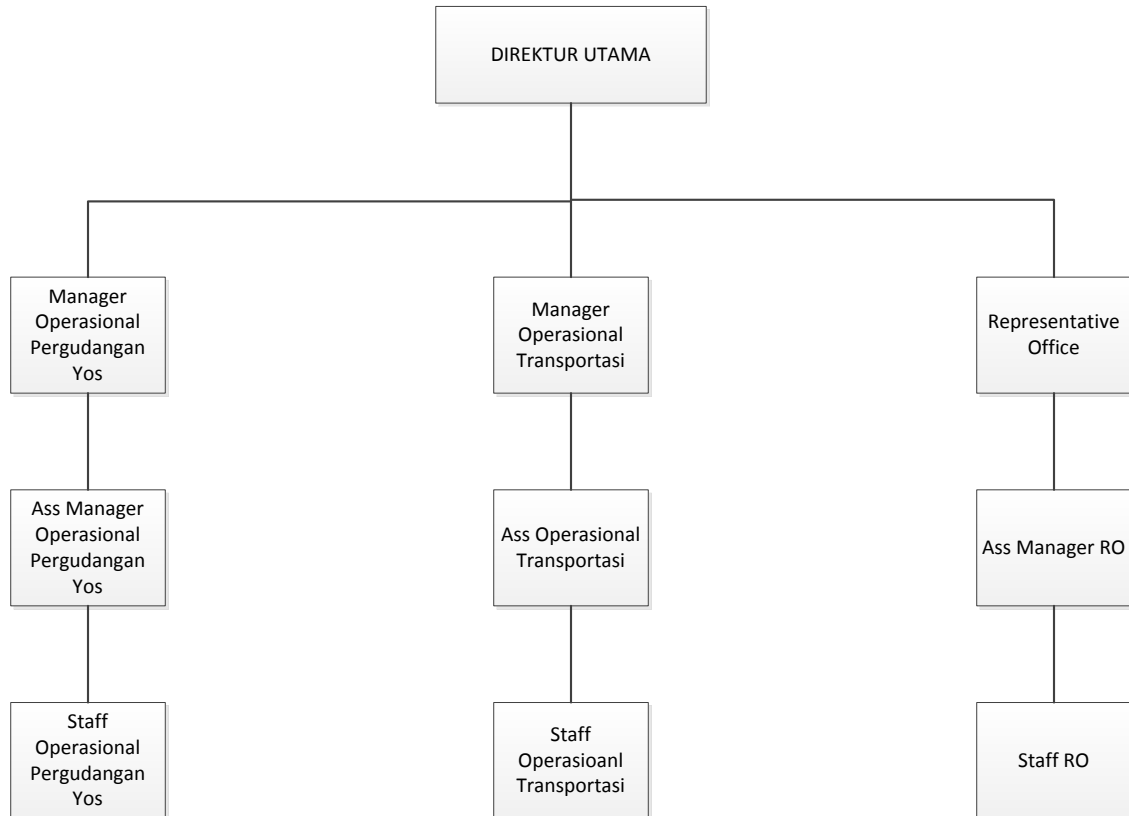 DIREKTUR UTAMA
Manager
Operasional
Pergudangan
Yos
Manager
Operasional
Transportasi
Representative
Office
Ass Manager
Operasional
Pergudangan
Yos
Ass Operasional
Transportasi
Ass Manager RO
Staff
Operasional
Pergudangan
Yos
Staff
Operasioanl
Transportasi
Staff RO